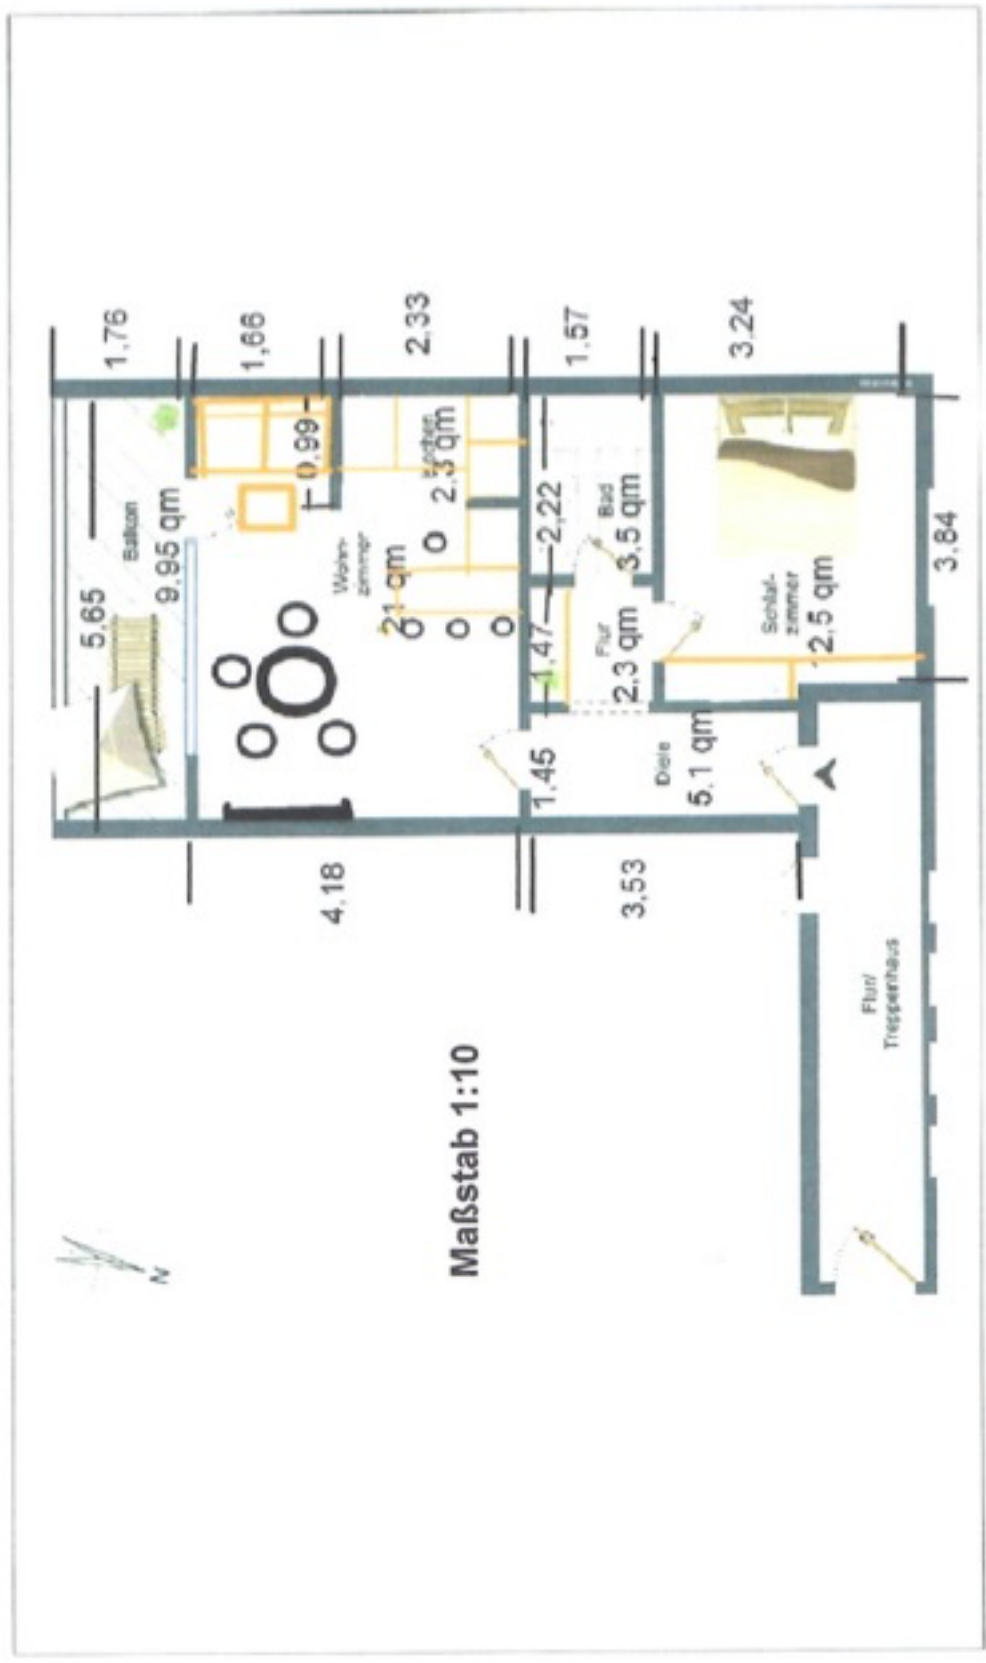 1,76
1,66
2.33
1.57
3.24
5,65
Balkon
9,95 qm
0,99
Kochen
2.3 qm
Wohn-
zimmer
21 qm
2,22
Bad
3,5 qm
1,47
Flur
2,3 qm
Schlaf-
zimmer
2,5 qm
3,84
1,45
Diele
5,1 qm
4,18
3,53
Flur/
Treppenhaus
Maßstab 1:10
N